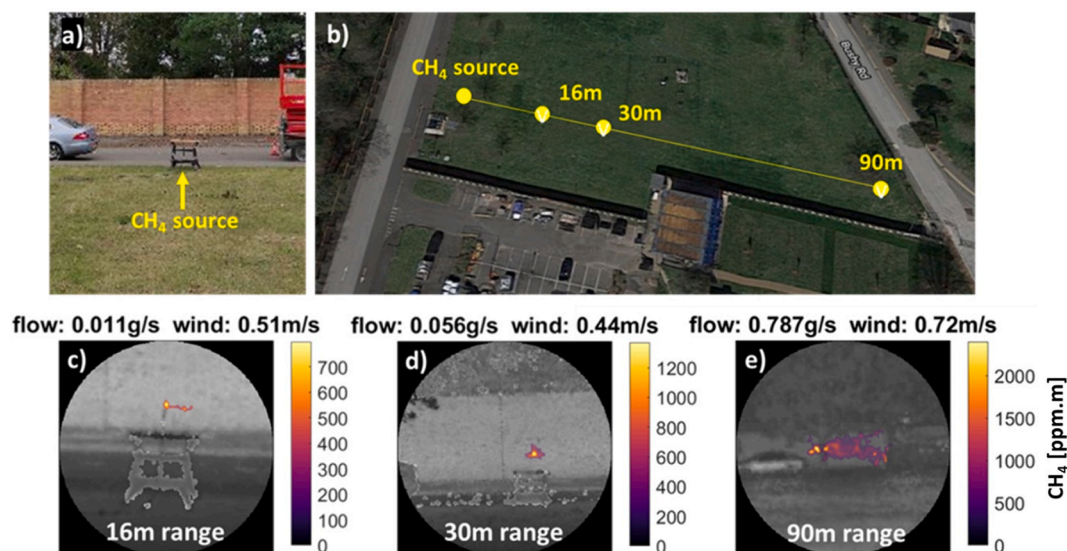 a)
CH₄ source
b)
CH₄ source
16m
30m
90m
Bushy Rd
flow: 0.011g/s wind: 0.51m/s
flow: 0.056g/s wind: 0.44m/s
flow: 0.787g/s wind: 0.72m/s
c)
16m range
700
600
500
400
300
200
100
0
d)
30m range
1200
1000
800
600
400
200
0
e)
90m range
2000
1500
1000
500
0
CH₄ [ppm.m]